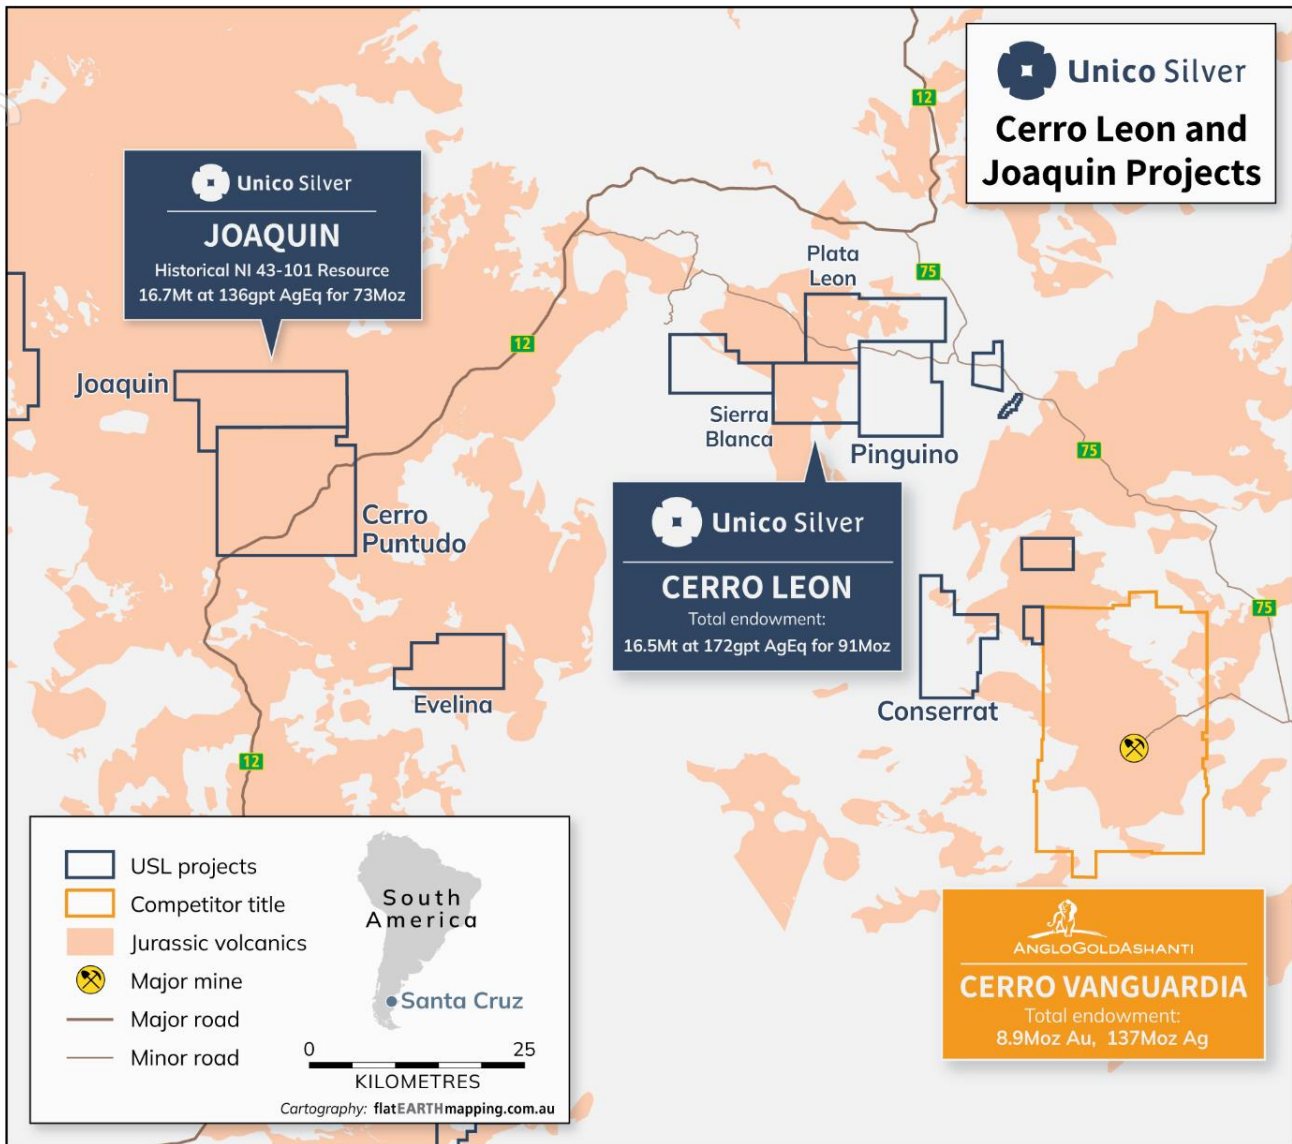 Unico Silver
Cerro Leon and
Joaquin Projects
12
Unico Silver
JOAQUIN
Historical NI 43-101 Resource
16.7Mt at 136gpt AgEq for 73Moz
Plata
Leon
75
12
Joaquin
Sierra
Blanca
Pinguino
75
Cerro
Puntudo
Unico Silver
CERRO LEON
Total endowment:
16.5Mt at 172gpt AgEq for 91Moz
75
Evelina
Conserrat
12
USL projects
Competitor title
Jurassic volcanics
Major mine
Major road
Minor road
South
America
Santa Cruz
0 25
KILOMETRES
Cartography: flatEARTHmapping.com.au
ANGLOGOLDASHANTI
CERRO VANGUARDIA
Total endowment:
8.9Moz Au, 137Moz Ag